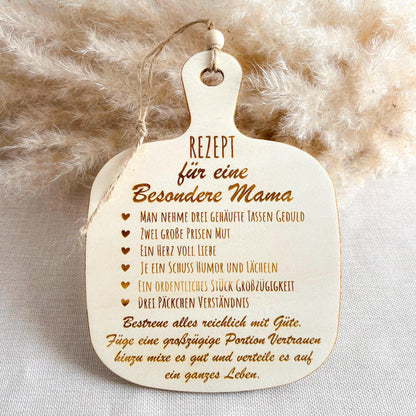 REZEPT
für eine
Besondere Mama
Man nehme drei gehäufte Tassen Geduld
Zwei große Prisen Mut
Ein Herz voll Liebe
Je ein Schuss Humor und Lächeln
Ein ordentliches Stück Großzügigkeit
Drei Päckchen Verständnis
Bestreue alles reichlich mit Güte.
Füge eine großzügige Portion Vertrauen
hinzu mixe es gut und verteile es auf
ein ganzes Leben.